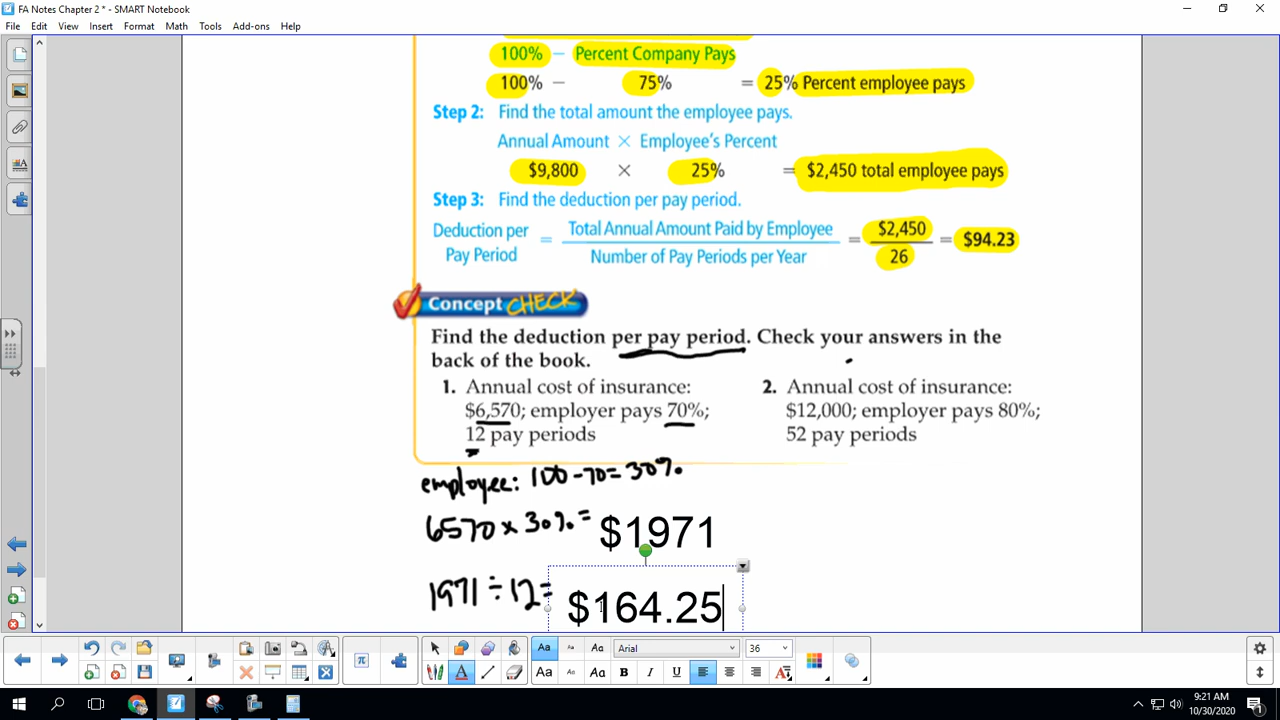 FA Notes Chapter 2 * - SMART Notebook
File Edit View Insert Format Math Tools Add-ons Help
100% − Percent Company Pays
100% − 75% = 25% Percent employee pays
Step 2: Find the total amount the employee pays.
Annual Amount × Employee's Percent
$9,800 × 25% = $2,450 total employee pays
Step 3: Find the deduction per pay period.
Deduction per Pay Period = Total Annual Amount Paid by Employee / Number of Pay Periods per Year = $2,450 / 26 = $94.23
Concept CHECK
Find the deduction per pay period. Check your answers in the
back of the book.
1. Annual cost of insurance:
$6,570; employer pays 70%;
12 pay periods
2. Annual cost of insurance:
$12,000; employer pays 80%;
52 pay periods
employee: 100-70=30%
6570 x 30% = $1971
1971 ÷ 12 = $164.25
Aa Aa Aa Arial 36
Aa Aa Aa B I U
9:21 AM
10/30/2020